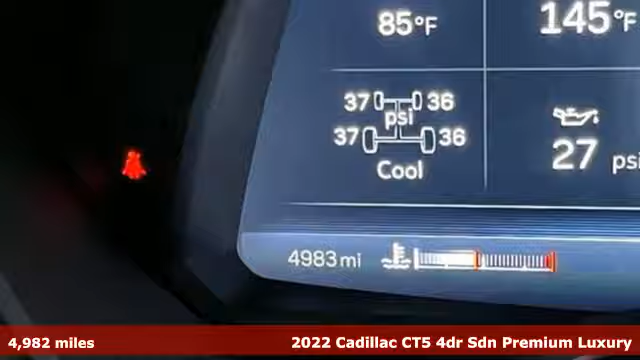 85°F
145°F
37 36
psi
37 36
Cool
27 psi
4983 mi
4,982 miles
2022 Cadillac CT5 4dr Sdn Premium Luxury